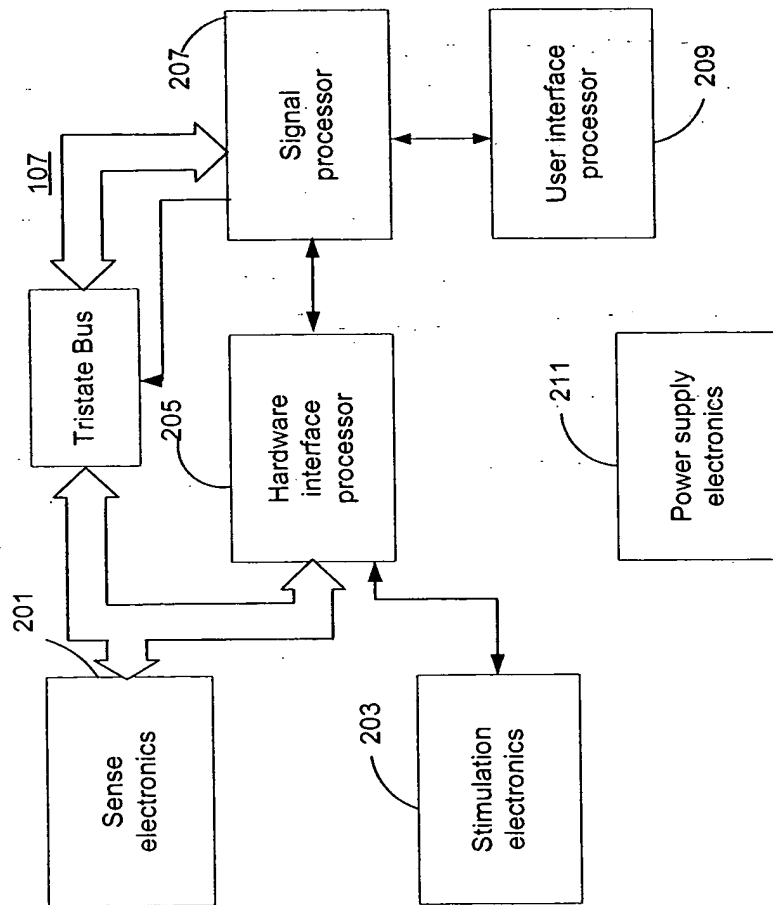 107
Sense
electronics
201
Tristate Bus
Signal
processor
207
Hardware
interface
processor
205
Stimulation
electronics
203
User interface
processor
209
Power supply
electronics
211